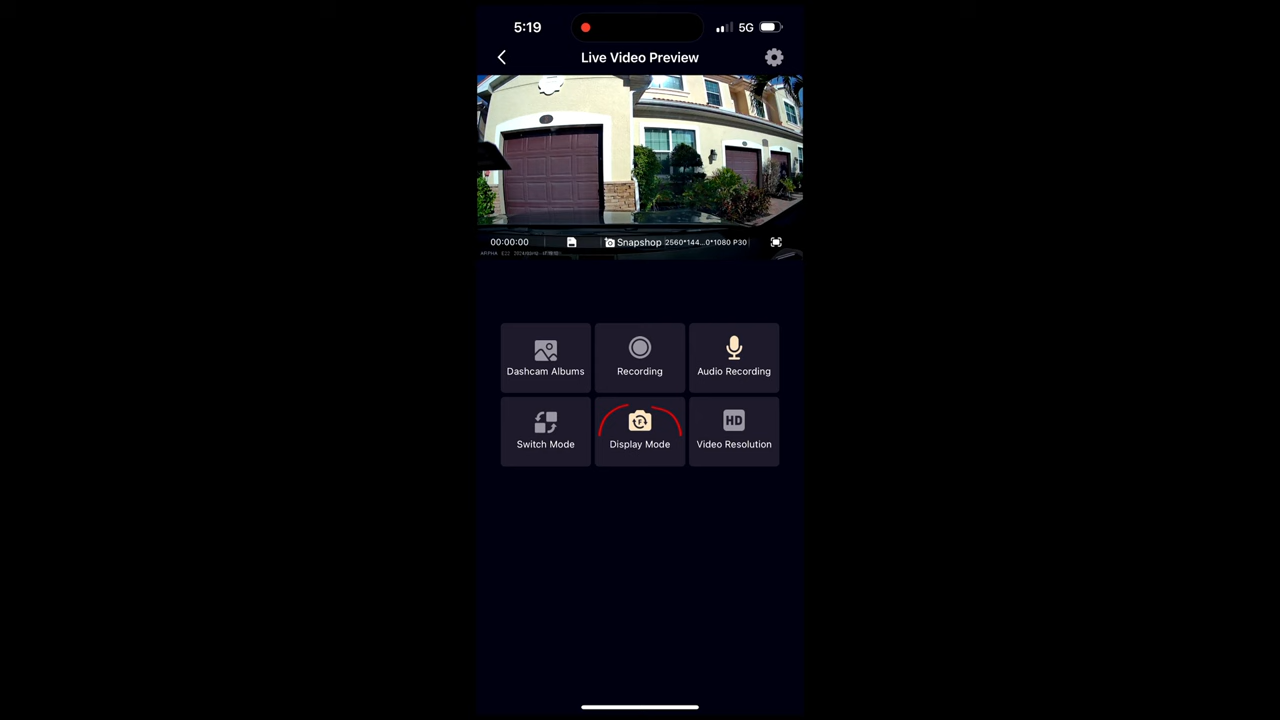 5:19
5G
Live Video Preview
00:00:00
Snapshop
2560*144...0*1080 P30
Dashcam Albums
Recording
Audio Recording
Switch Mode
F
Display Mode
HD
Video Resolution